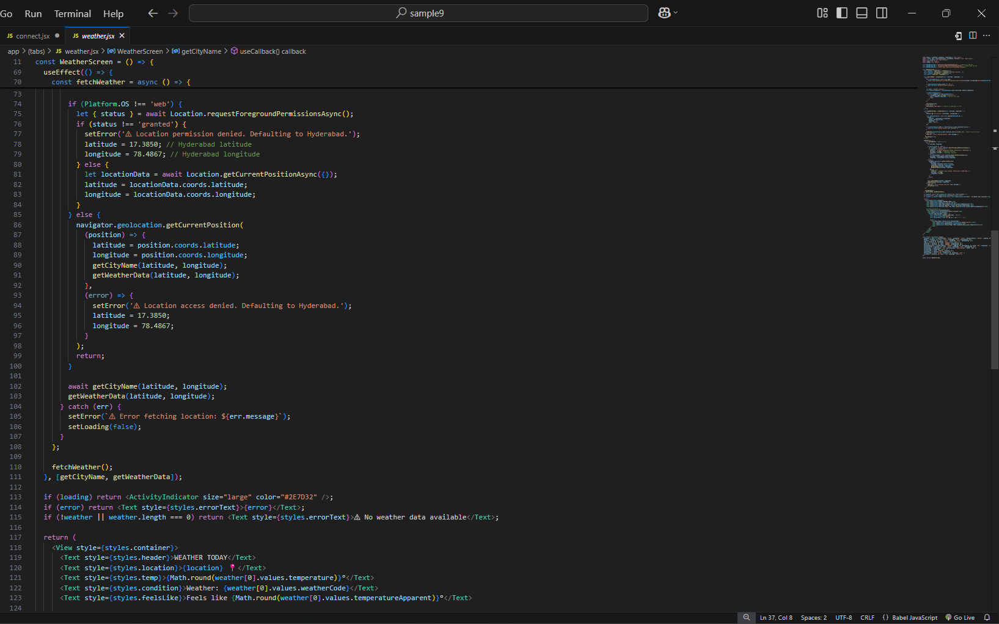 Go Run Terminal Help sample9
JS connect.jsx JS weather.jsx
app > (tabs) > JS weather.jsx > WeatherScreen > getCityName > useCallback() callback
11 const WeatherScreen = () => {
69 useEffect(() => {
70 const fetchWeather = async () => {
73
74 if (Platform.OS !== 'web') {
75 let { status } = await Location.requestForegroundPermissionsAsync();
76 if (status !== 'granted') {
77 setError('⚠️ Location permission denied. Defaulting to Hyderabad.');
78 latitude = 17.3850; // Hyderabad latitude
79 longitude = 78.4867; // Hyderabad longitude
80 } else {
81 let locationData = await Location.getCurrentPositionAsync({});
82 latitude = locationData.coords.latitude;
83 longitude = locationData.coords.longitude;
84 }
85 } else {
86 navigator.geolocation.getCurrentPosition(
87 (position) => {
88 latitude = position.coords.latitude;
89 longitude = position.coords.longitude;
90 getCityName(latitude, longitude);
91 getWeatherData(latitude, longitude);
92 },
93 (error) => {
94 setError('⚠️ Location access denied. Defaulting to Hyderabad.');
95 latitude = 17.3850;
96 longitude = 78.4867;
97 }
98 );
99 return;
100 }
101
102 await getCityName(latitude, longitude);
103 getWeatherData(latitude, longitude);
104 } catch (err) {
105 setError(`⚠️ Error fetching location: ${err.message}`);
106 setLoading(false);
107 }
108 };
109
110 fetchWeather();
111 }, [getCityName, getWeatherData]);
112
113 if (loading) return <ActivityIndicator size="large" color="#2E7D32" />;
114 if (error) return <Text style={styles.errorText}>{error}</Text>;
115 if (!weather || weather.length === 0) return <Text style={styles.errorText}>⚠️ No weather data available</Text>;
116
117 return (
118 <View style={styles.container}>
119 <Text style={styles.header}>WEATHER TODAY</Text>
120 <Text style={styles.location}>{location} 📍</Text>
121 <Text style={styles.temp}>{Math.round(weather[0].values.temperature)}°</Text>
122 <Text style={styles.condition}>Weather: {weather[0].values.weatherCode}</Text>
123 <Text style={styles.feelsLike}>Feels like {Math.round(weather[0].values.temperatureApparent)}°</Text>
124
Ln 37, Col 8 Spaces: 2 UTF-8 CRLF {} Babel JavaScript Go Live